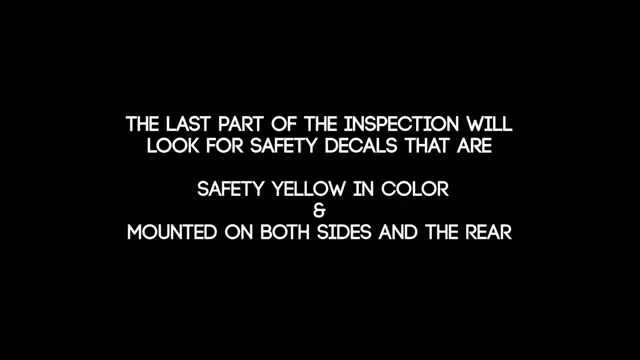 THE LAST PART OF THE INSPECTION WILL
LOOK FOR SAFETY DECALS THAT ARE
SAFETY YELLOW IN COLOR
&
MOUNTED ON BOTH SIDES AND THE REAR